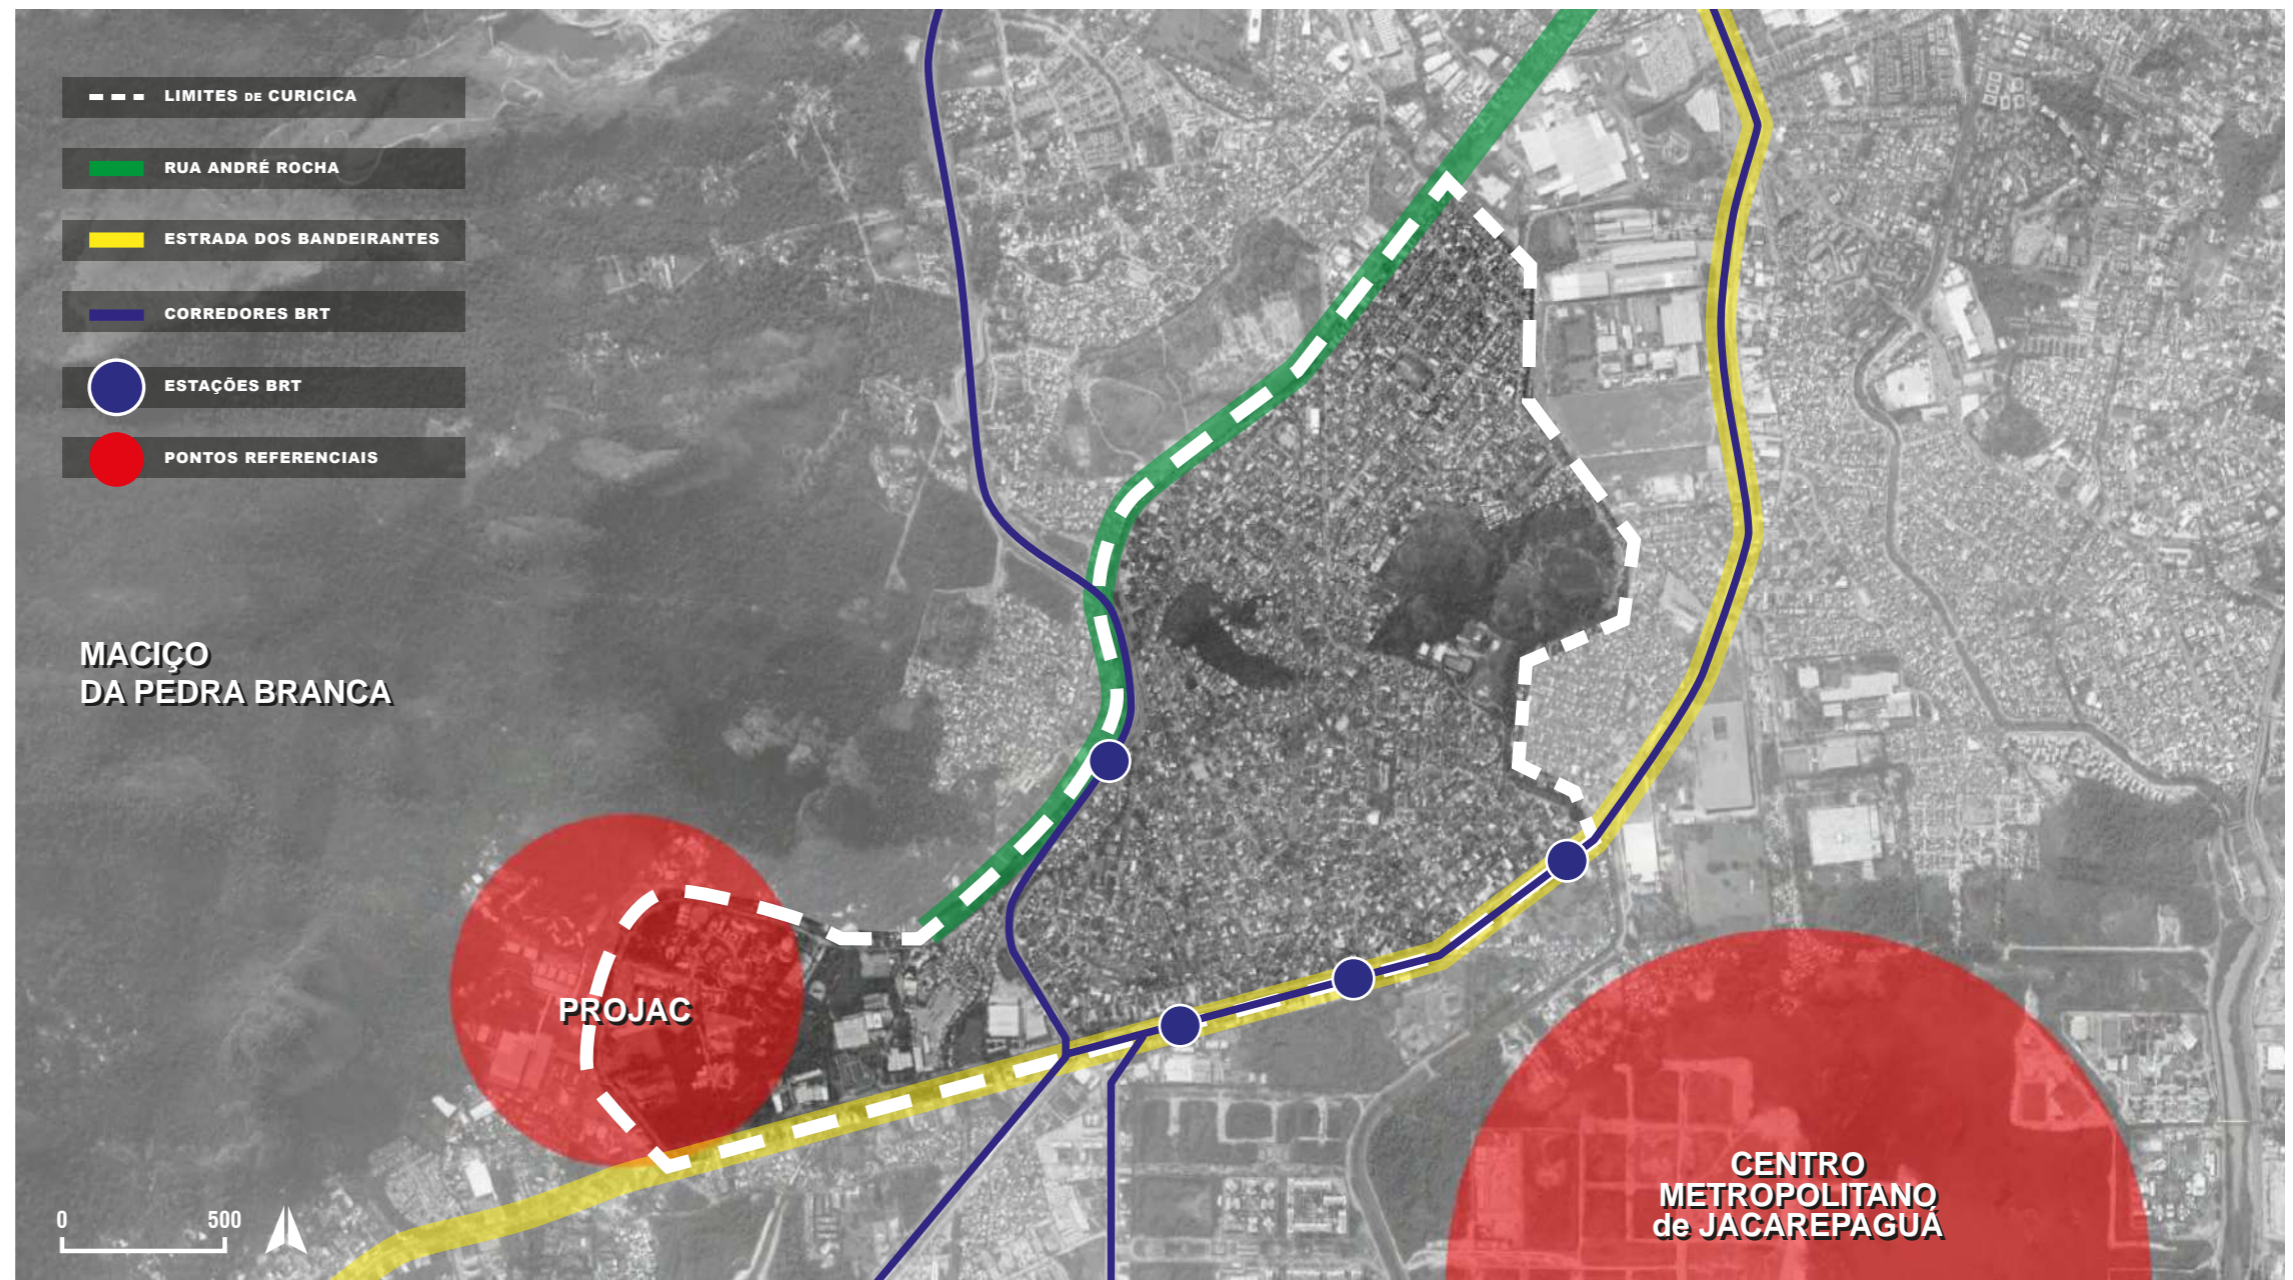 LIMITES DE CURICICA
RUA ANDRÉ ROCHA
ESTRADA DOS BANDEIRANTES
CORREDORES BRT
ESTAÇÕES BRT
PONTOS REFERENCIAIS
MACIÇO
DA PEDRA BRANCA
PROJAC
CENTRO
METROPOLITANO
de JACAREPAGUÁ
0 500